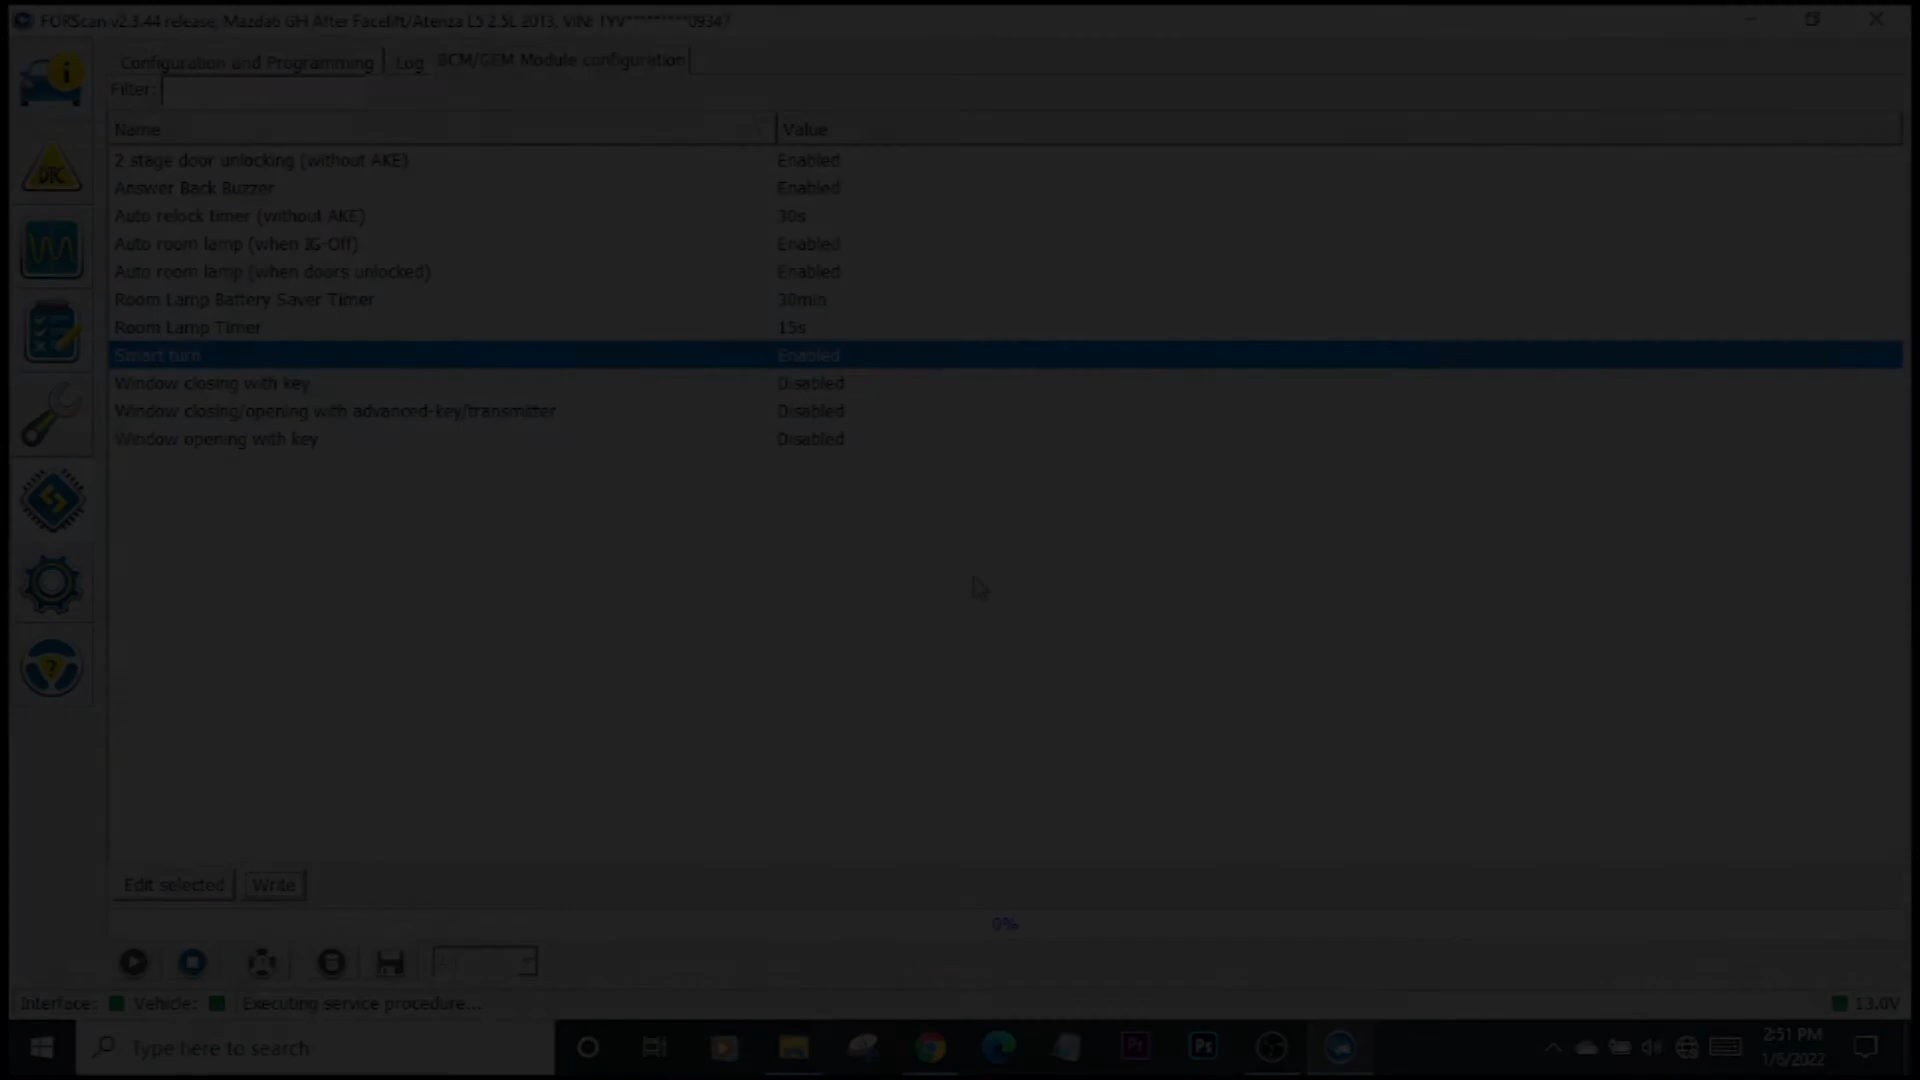 FORScan v2.3.44 release, Mazda6 GH After Facelift/Atenza L5 2.5L 2013, VIN: 1YV*********09347
Configuration and Programming Log BCM/GEM Module configuration
Filter:
Name Value
2 stage door unlocking (without AKE) Enabled
Answer Back Buzzer Enabled
Auto relock timer (without AKE) 30s
Auto room lamp (when IG-Off) Enabled
Auto room lamp (when doors unlocked) Enabled
Room Lamp Battery Saver Timer 30min
Room Lamp Timer 15s
Smart turn Enabled
Window closing with key Disabled
Window closing/opening with advanced-key/transmitter Disabled
Window opening with key Disabled
DTC
Edit selected Write
0%
Interface: Vehicle: Executing service procedure... 13.0V
Type here to search
Pr
Ps
2:51 PM
1/6/2022